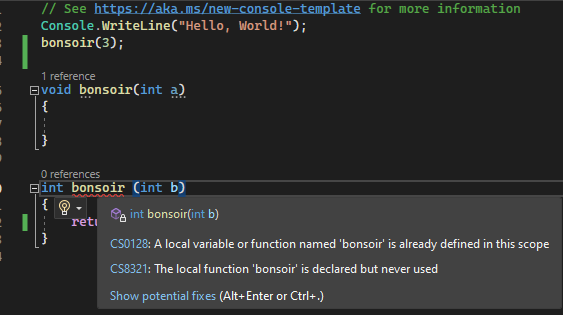 // See https://aka.ms/new-console-template for more information
Console.WriteLine("Hello, World!");
bonsoir(3);
1 reference
void bonsoir(int a)
{
}
0 references
int bonsoir (int b)
{
}
int bonsoir(int b)
CS0128: A local variable or function named 'bonsoir' is already defined in this scope
CS8321: The local function 'bonsoir' is declared but never used
Show potential fixes (Alt+Enter or Ctrl+.)